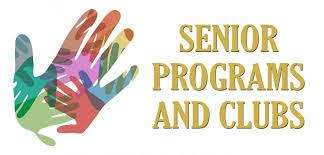 SENIOR
PROGRAMS
AND CLUBS